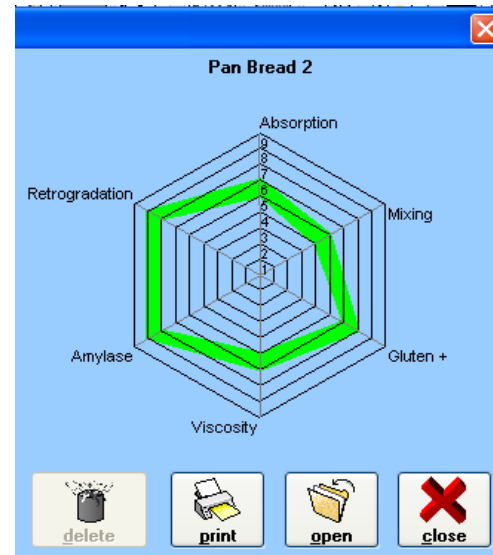 Pan Bread 2
Absorption
9
8
7
6
5
4
3
2
1
Retrogradation
Mixing
Amylase
Gluten +
Viscosity
delete
print
open
close